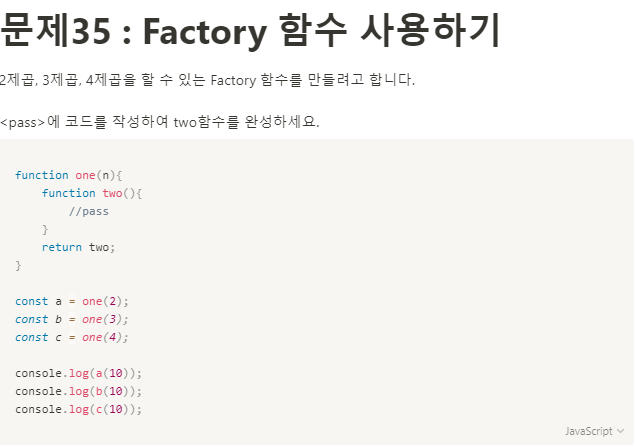 문제35 : Factory 함수 사용하기
2제곱, 3제곱, 4제곱을 할 수 있는 Factory 함수를 만들려고 합니다.
<pass>에 코드를 작성하여 two함수를 완성하세요.
function one(n){
    function two(){
        //pass
    }
    return two;
}
const a = one(2);
const b = one(3);
const c = one(4);
console.log(a(10));
console.log(b(10));
console.log(c(10));
JavaScript